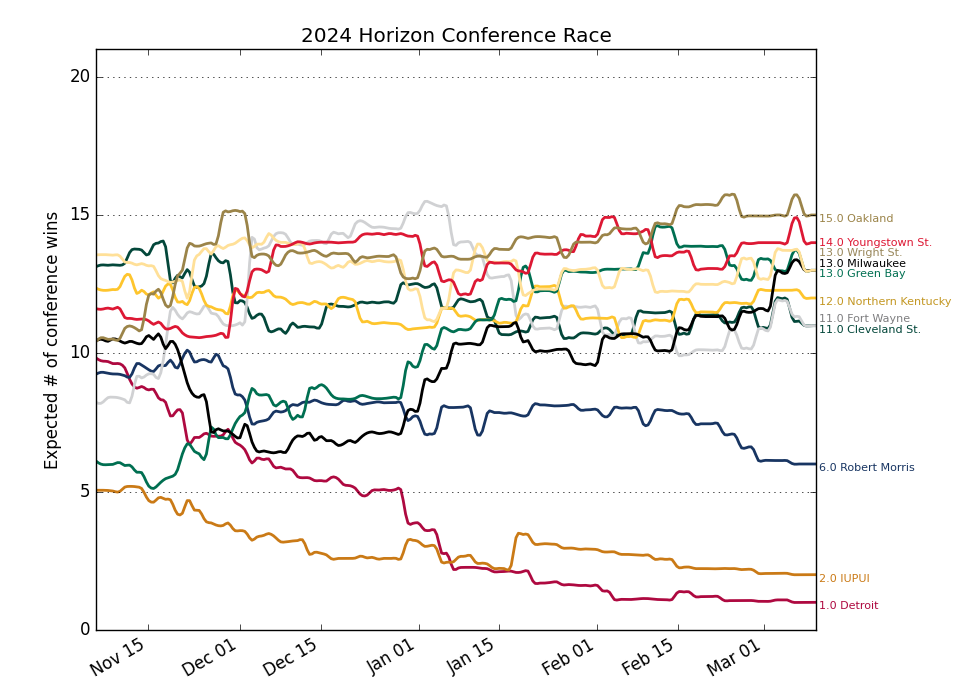 2024 Horizon Conference Race
Expected # of conference wins
20
15
10
5
0
15.0 Oakland
14.0 Youngstown St.
13.0 Wright St.
13.0 Milwaukee
13.0 Green Bay
12.0 Northern Kentucky
11.0 Fort Wayne
11.0 Cleveland St.
6.0 Robert Morris
2.0 IUPUI
1.0 Detroit
Nov 15
Dec 01
Dec 15
Jan 01
Jan 15
Feb 01
Feb 15
Mar 01